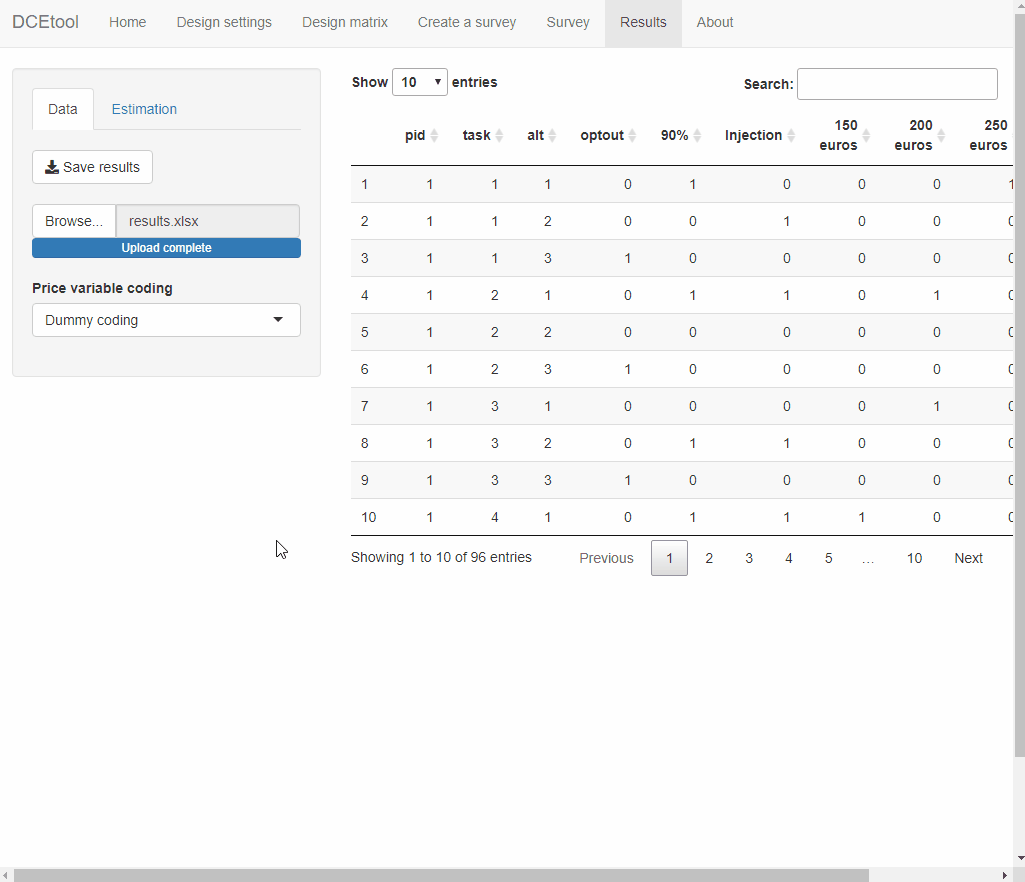 DCEtool Home Design settings Design matrix Create a survey Survey Results About
Data Estimation
Save results
Browse... results.xlsx
Upload complete
Price variable coding
Dummy coding
Show 10 entries
Search:
pid task alt optout 90% Injection 150 euros 200 euros 250 euros
1 1 1 1 0 1 0 0 0 1
2 1 1 2 0 0 1 0 0 0
3 1 1 3 1 0 0 0 0 0
4 1 2 1 0 1 1 0 1 0
5 1 2 2 0 0 0 0 0 0
6 1 2 3 1 0 0 0 0 0
7 1 3 1 0 0 0 0 1 0
8 1 3 2 0 1 1 0 0 0
9 1 3 3 1 0 0 0 0 0
10 1 4 1 0 1 1 1 0 0
Showing 1 to 10 of 96 entries
Previous 1 2 3 4 5 … 10 Next